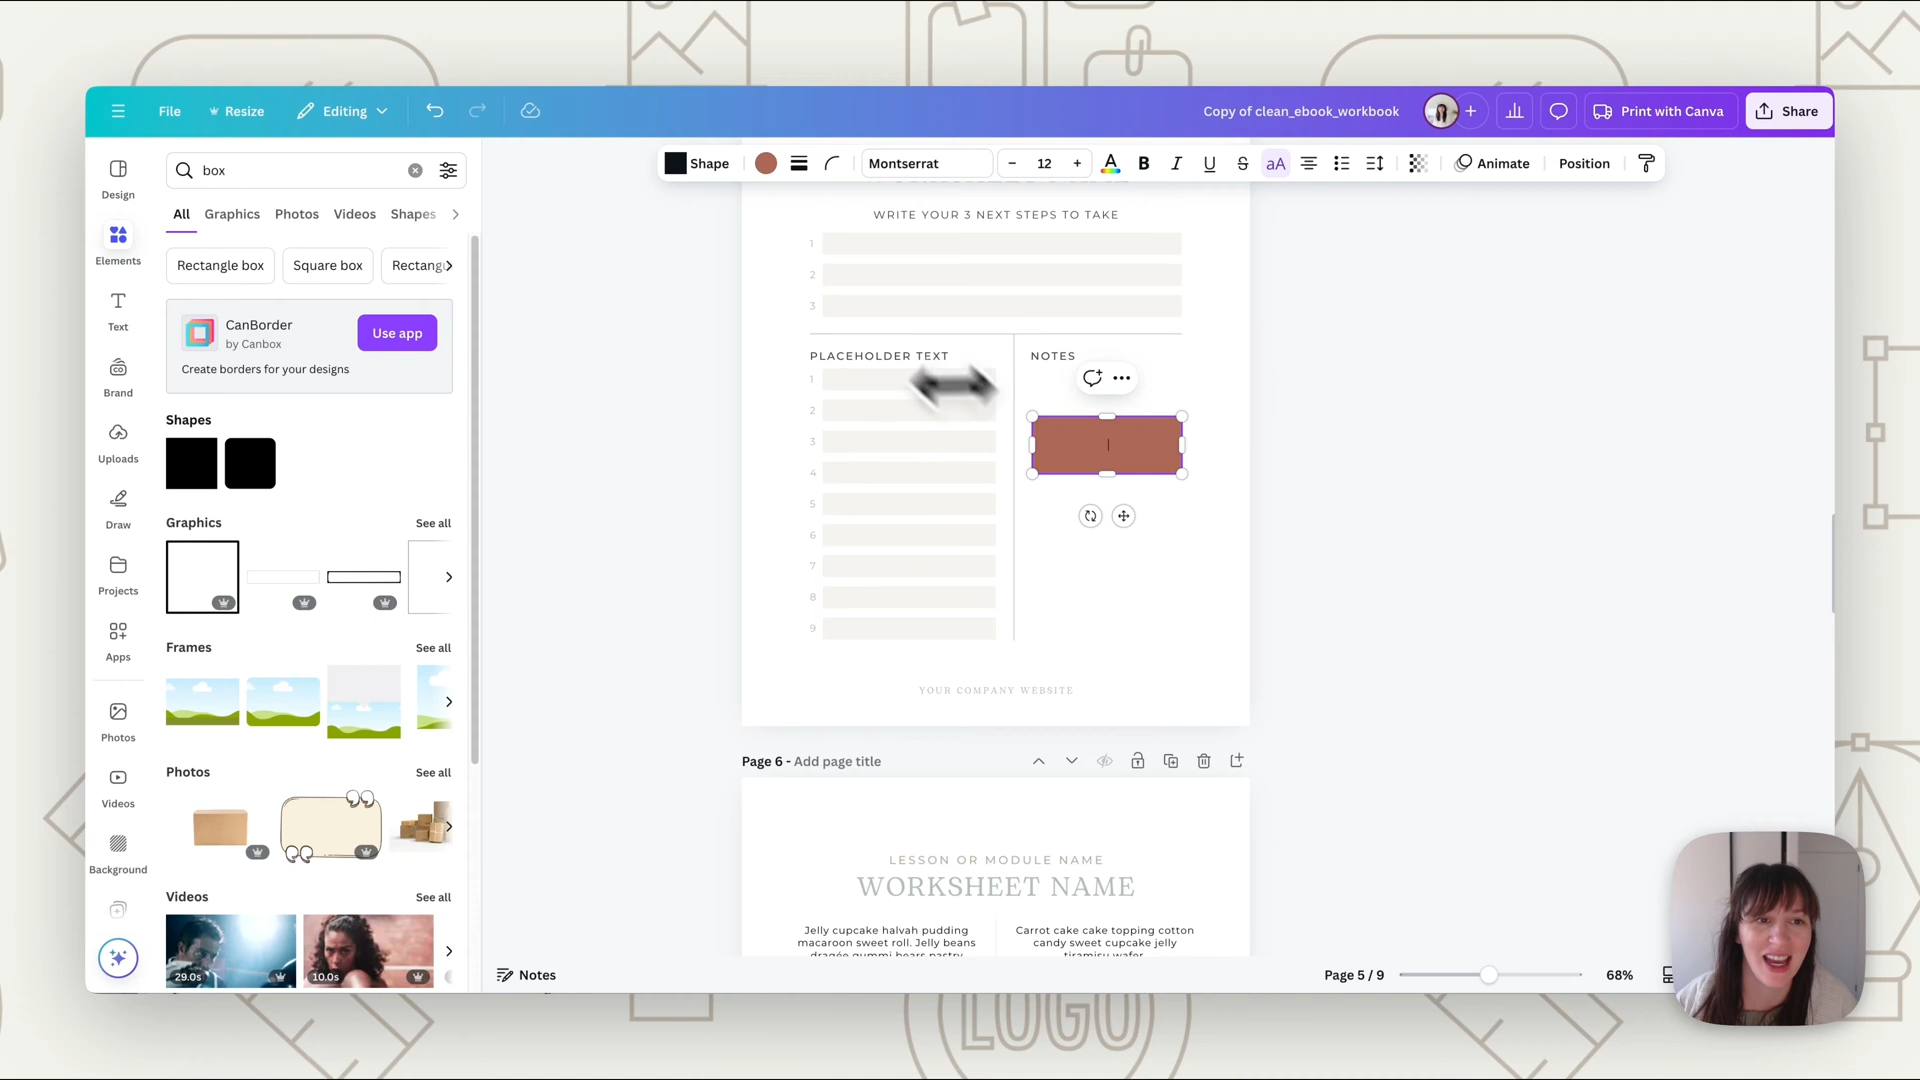 File
Resize
Editing
Copy of clean_ebook_workbook
Print with Canva
Share
Design
Elements
Text
Brand
Uploads
Draw
Projects
Apps
Photos
Videos
Background
box
All
Graphics
Photos
Videos
Shapes
Rectangle box
Square box
CanBorder
by Canbox
Create borders for your designs
Use app
Shapes
Graphics
See all
Frames
See all
Photos
See all
Videos
See all
29.0s
10.0s
Shape
Montserrat
– 12 +
A
B
I
U
S
aA
Animate
Position
WRITE YOUR 3 NEXT STEPS TO TAKE
1
2
3
PLACEHOLDER TEXT
1
2
3
4
5
6
7
8
9
NOTES
YOUR COMPANY WEBSITE
Page 6 - Add page title
LESSON OR MODULE NAME
WORKSHEET NAME
Jelly cupcake halvah pudding
macaroon sweet roll. Jelly beans
Carrot cake cake topping cotton
candy sweet cupcake jelly
Notes
Page 5 / 9
68%
LOGO